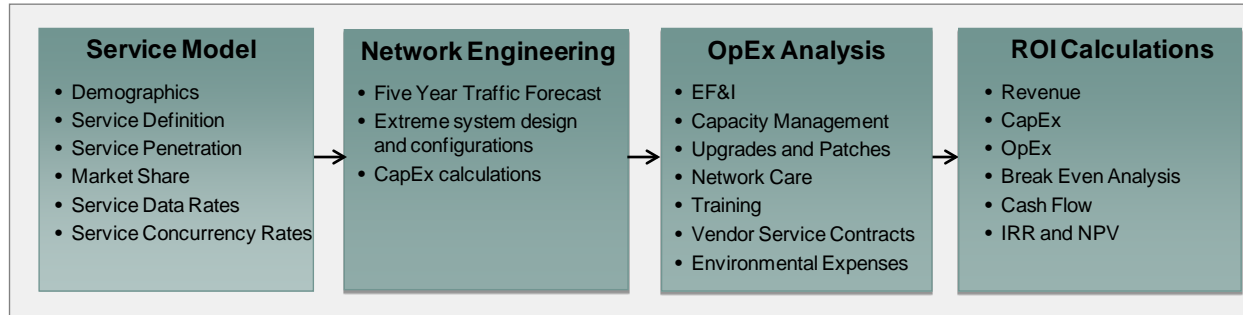 Service Model
• Demographics
• Service Definition
• Service Penetration
• Market Share
• Service Data Rates
• Service Concurrency Rates
Network Engineering
• Five Year Traffic Forecast
• Extreme system design
and configurations
• CapEx calculations
OpEx Analysis
• EF&I
• Capacity Management
• Upgrades and Patches
• Network Care
• Training
• Vendor Service Contracts
• Environmental Expenses
ROI Calculations
• Revenue
• CapEx
• OpEx
• Break Even Analysis
• Cash Flow
• IRR and NPV